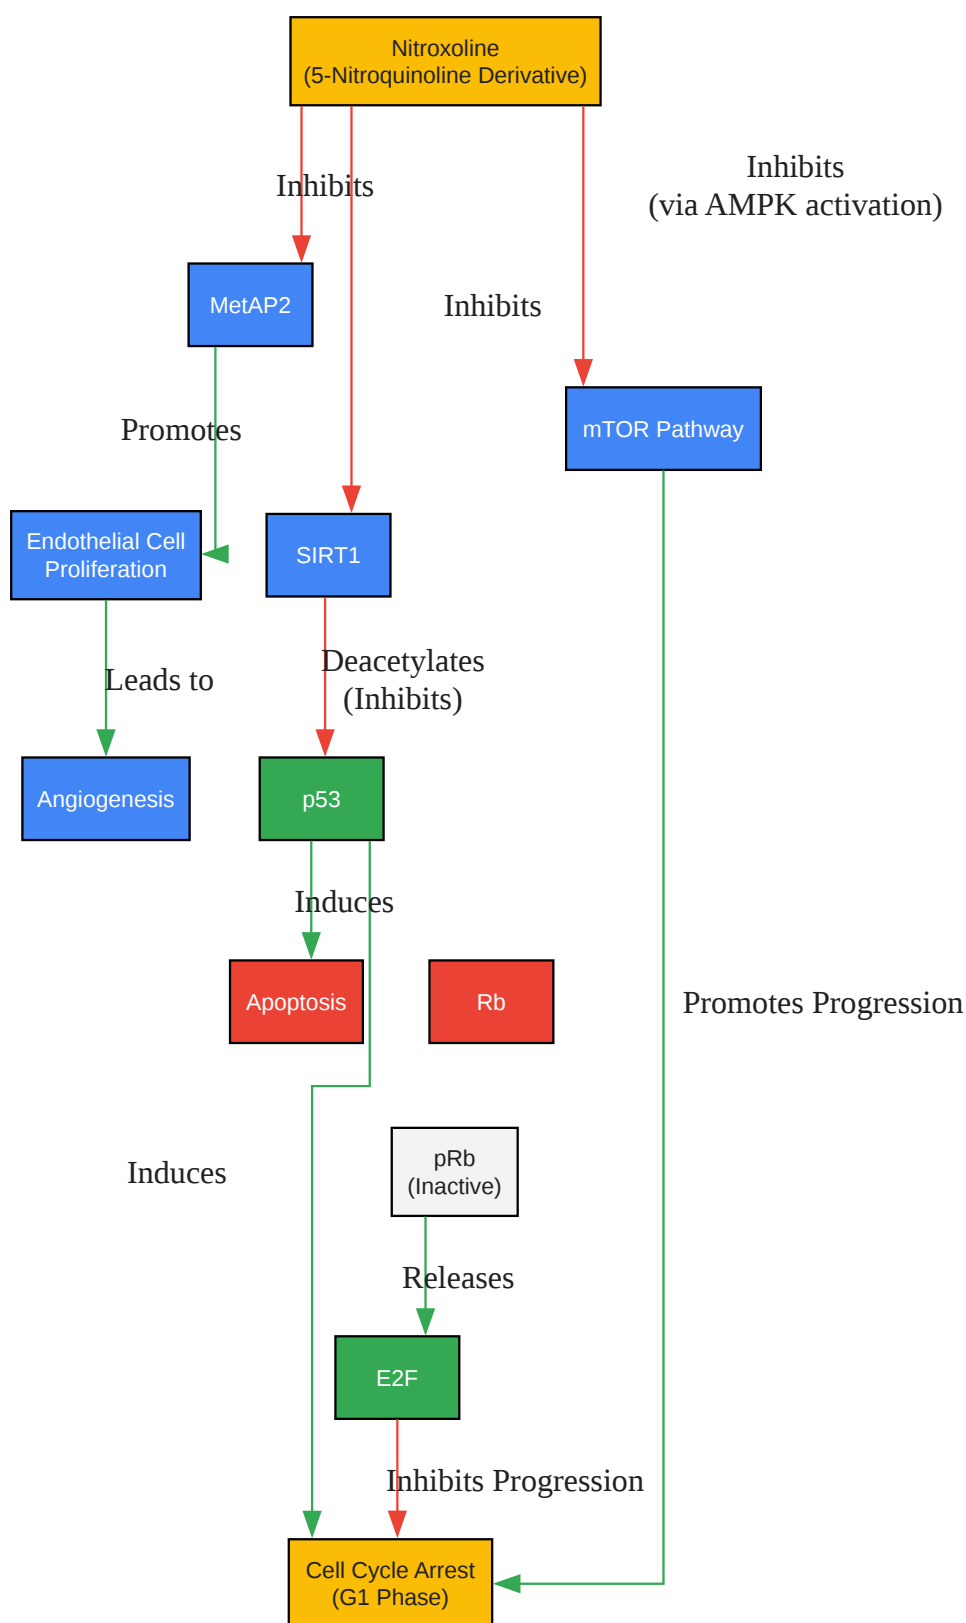 Nitroxoline
(5-Nitroquinoline Derivative)
Inhibits
(via AMPK activation)
Inhibits
MetAP2
Inhibits
Promotes
mTOR Pathway
Endothelial Cell
Proliferation
SIRT1
Leads to
Deacetylates
(Inhibits)
Angiogenesis
p53
Induces
Apoptosis
Rb
Promotes Progression
Induces
pRb
(Inactive)
Releases
E2F
Inhibits Progression
Cell Cycle Arrest
(G1 Phase)